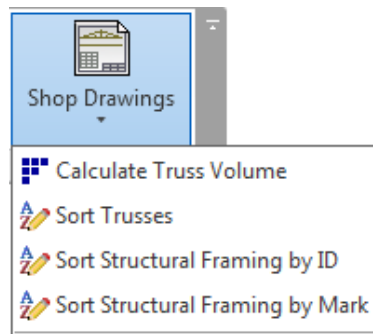 Shop Drawings
Calculate Truss Volume
Sort Trusses
Sort Structural Framing by ID
Sort Structural Framing by Mark